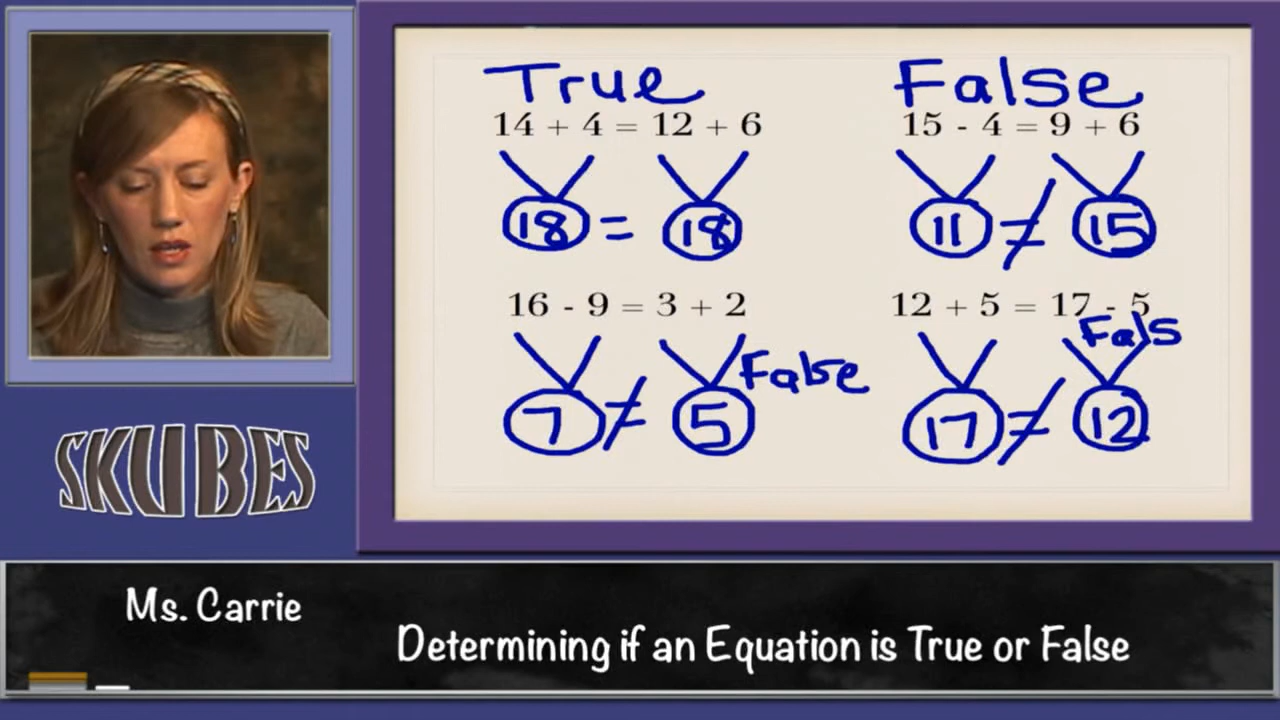 True False
14 + 4 = 12 + 6 15 - 4 = 9 + 6
18 = 18 11 ≠ 15
16 - 9 = 3 + 2 12 + 5 = 17 - 5
False Fals
7 ≠ 5 17 ≠ 12
SKUBES
Ms. Carrie
Determining if an Equation is True or False